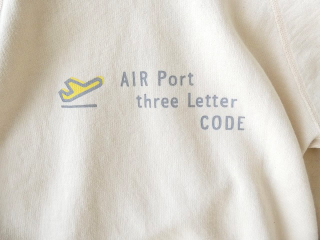 AIR Port
three Letter
CODE